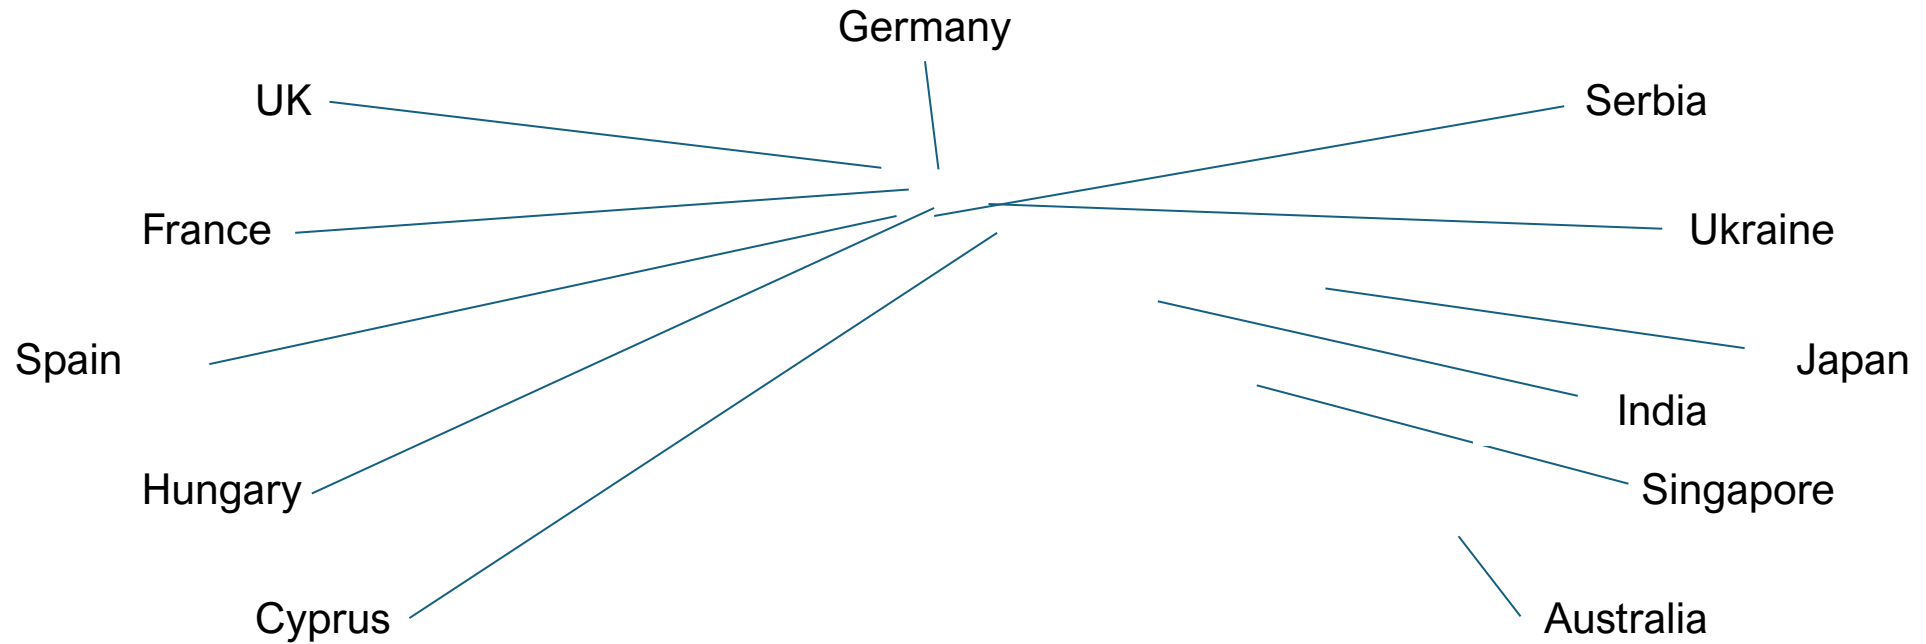 Germany
UK
Serbia
France
Ukraine
Spain
Japan
India
Hungary
Singapore
Cyprus
Australia